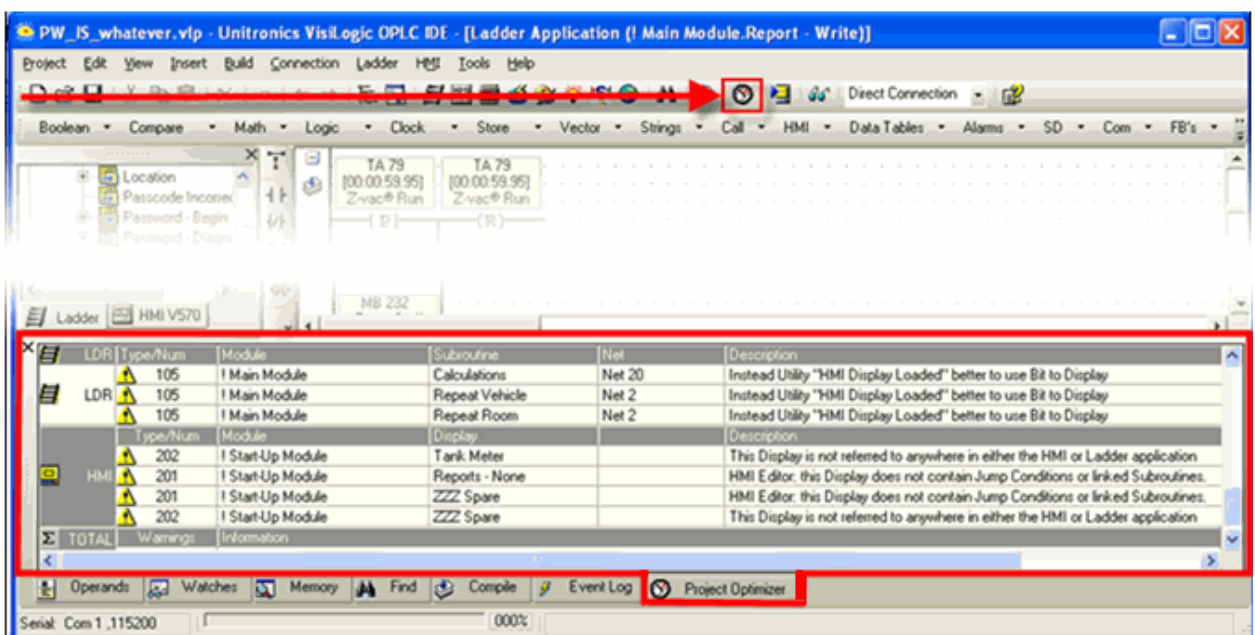 PW_IS_whatever.vlp - Unitronics VisiLogic OPLC IDE - [Ladder Application (! Main Module.Report - Write)]
Project Edit View Insert Build Connection Ladder HMI Tools Help
Direct Connection
Boolean Compare Math Logic Clock Store Vector Strings Call HMI Data Tables Alarms SD Com FB's
Location
Passcode Incorrec
Password - Begin
Password - Diagno
TA 79 TA 79
[00:00:59.95] [00:00:59.95]
Z-vac® Run Z-vac® Run
( P ) ( R )
MB 232
Ladder HMI V570
LDR Type/Num Module Subroutine Net Description
105 ! Main Module Calculations Net 20 Instead Utility "HMI Display Loaded" better to use Bit to Display
LDR 105 ! Main Module Repeat Vehicle Net 2 Instead Utility "HMI Display Loaded" better to use Bit to Display
105 ! Main Module Repeat Room Net 2 Instead Utility "HMI Display Loaded" better to use Bit to Display
Type/Num Module Display Description
202 ! Start-Up Module Tank Meter This Display is not referred to anywhere in either the HMI or Ladder application
HMI 201 ! Start-Up Module Reports - None HMI Editor: this Display does not contain Jump Conditions or linked Subroutines.
201 ! Start-Up Module ZZZ Spare HMI Editor: this Display does not contain Jump Conditions or linked Subroutines.
202 ! Start-Up Module ZZZ Spare This Display is not referred to anywhere in either the HMI or Ladder application
Σ TOTAL Warnings Information
Operands Watches Memory Find Compile Event Log Project Optimizer
Serial: Com 1 ,115200 000%